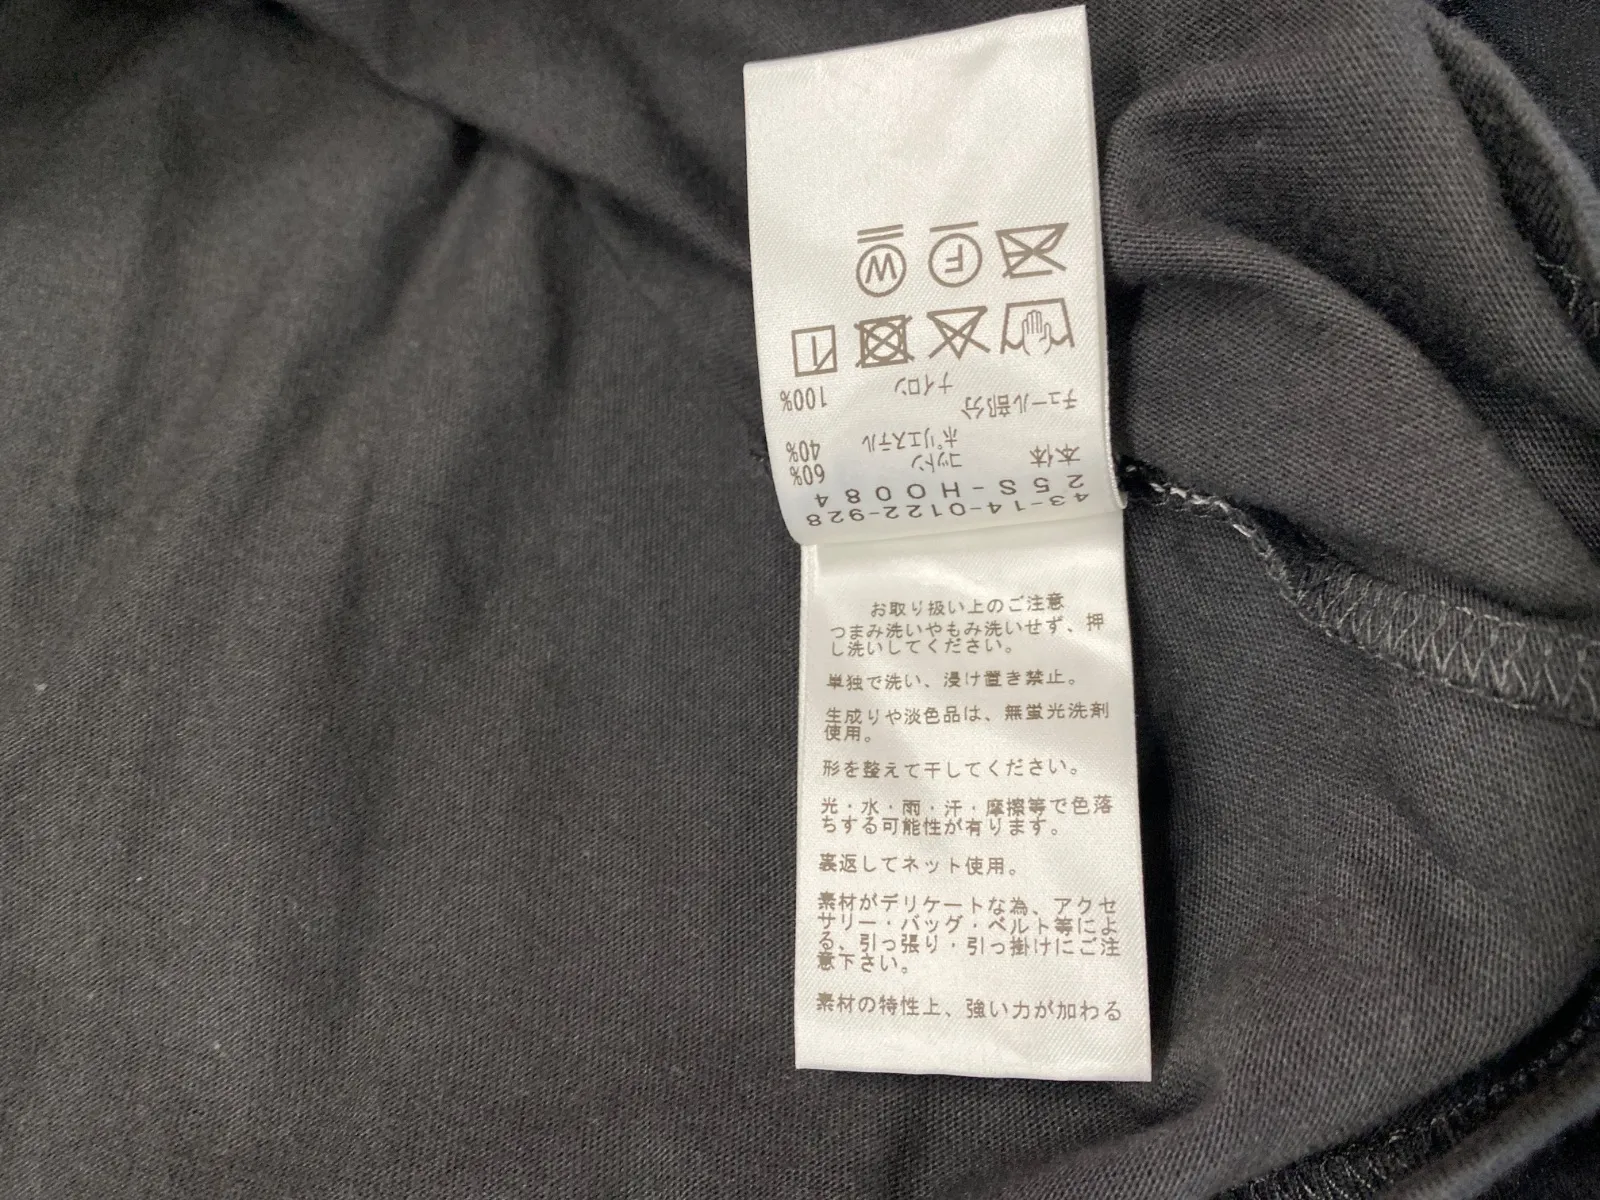 43-14-0122-928
25S-HO084
本体 コットン 60%
ポリエステル 40%
チュール部分
ナイロン 100%
F
W
お取り扱い上のご注意
つまみ洗いやもみ洗いせず、押
し洗いしてください。
単独で洗い、浸け置き禁止。
生成りや淡色品は、無蛍光洗剤
使用。
形を整えて干してください。
光・水・雨・汗・摩擦等で色落
ちする可能性が有ります。
裏返してネット使用。
素材がデリケートな為、アクセ
サリー・バッグ・ベルト等によ
る、引っ張り・引っ掛けにご注
意下さい。
素材の特性上、強い力が加わる